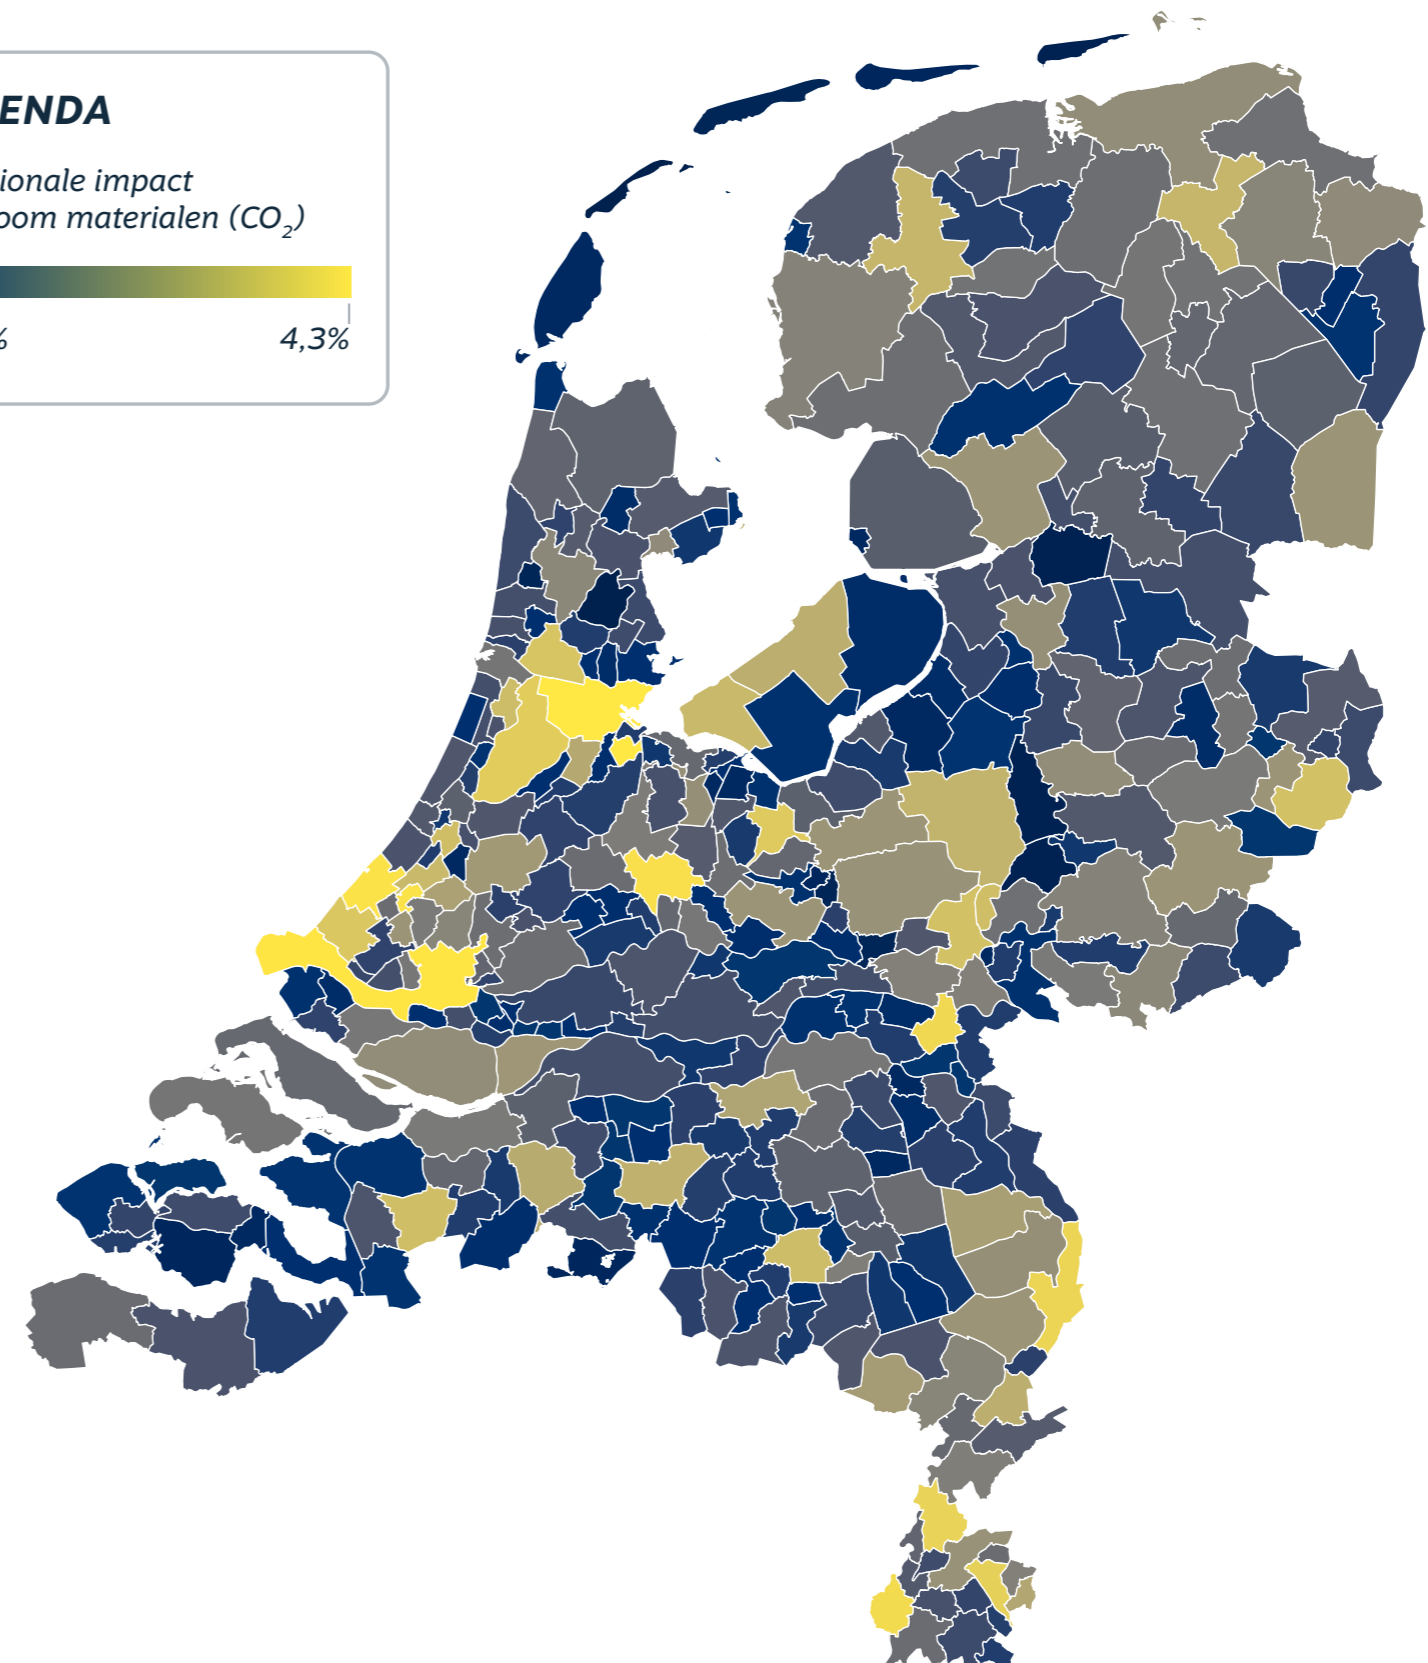 ENDA
ionale impact
oom materialen (CO₂)
% 4,3%